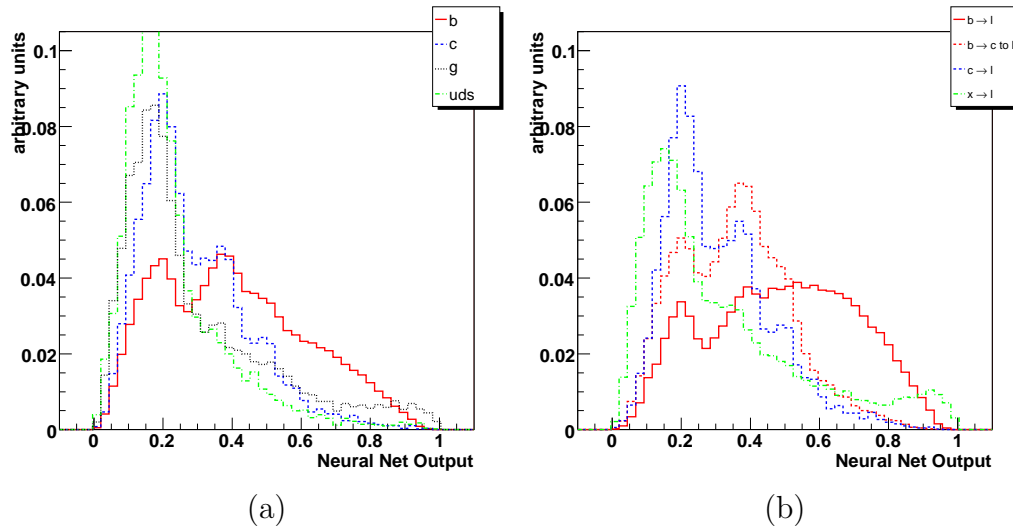 arbitrary units
0.1
0.08
0.06
0.04
0.02
0
0 0.2 0.4 0.6 0.8 1
Neural Net Output
b
c
g
uds
(a)
arbitrary units
0.1
0.08
0.06
0.04
0.02
0
0 0.2 0.4 0.6 0.8 1
Neural Net Output
b → l
b → c to l
c → l
x → l
(b)